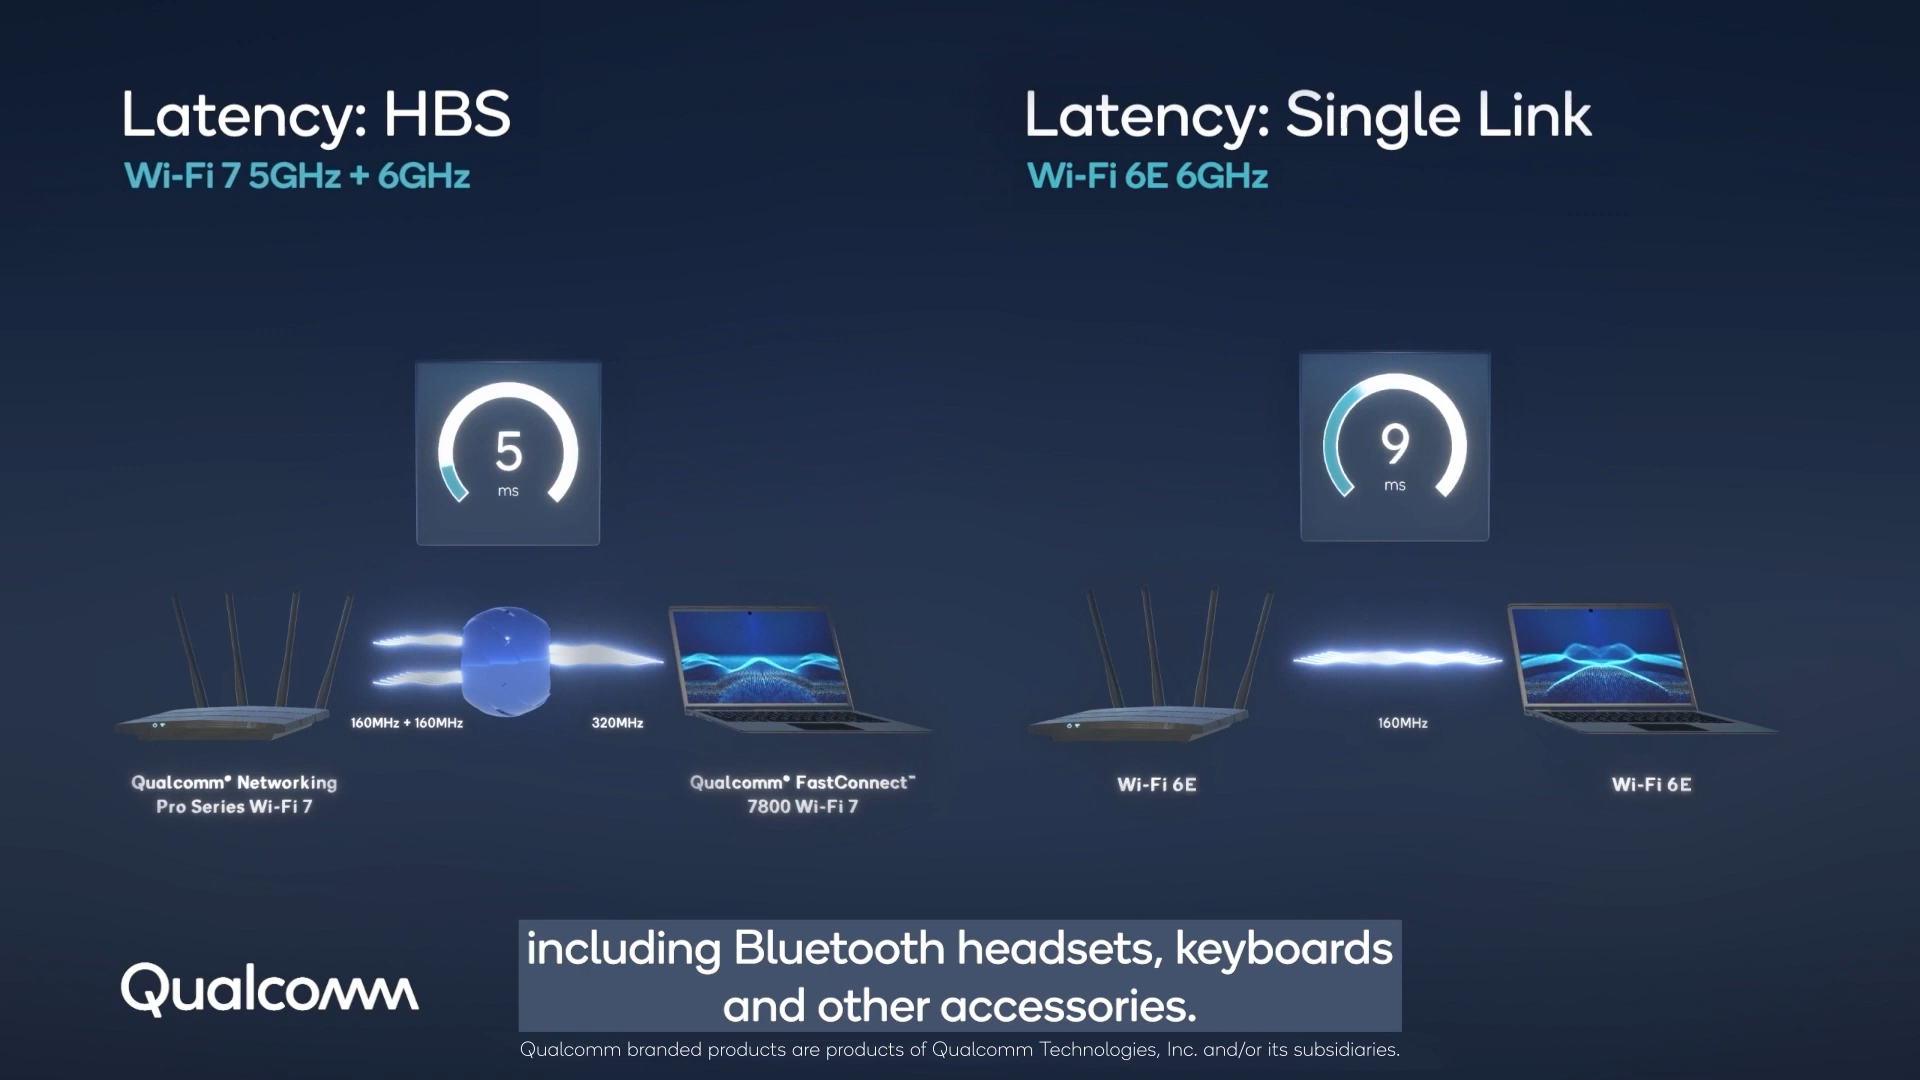 Latency: HBS
Wi-Fi 7 5GHz + 6GHz
5
ms
160MHz + 160MHz
320MHz
Qualcomm® Networking
Pro Series Wi-Fi 7
Qualcomm® FastConnect™
7800 Wi-Fi 7
Latency: Single Link
Wi-Fi 6E 6GHz
9
ms
160MHz
Wi-Fi 6E
Wi-Fi 6E
Qualcomm
including Bluetooth headsets, keyboards
and other accessories.
Qualcomm branded products are products of Qualcomm Technologies, Inc. and/or its subsidiaries.